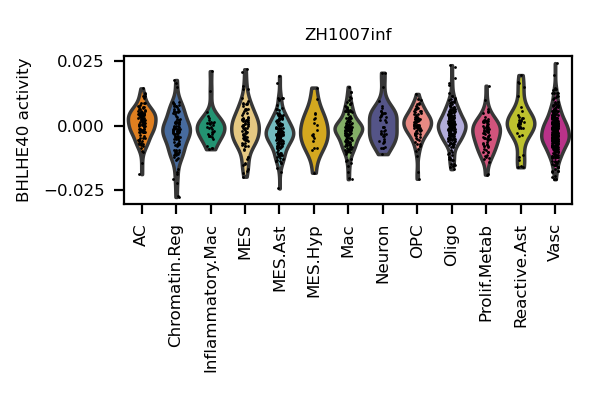 ZH1007inf
BHLHE40 activity
0.025
0.000
−0.025
AC
Chromatin.Reg
Inflammatory.Mac
MES
MES.Ast
MES.Hyp
Mac
Neuron
OPC
Oligo
Prolif.Metab
Reactive.Ast
Vasc